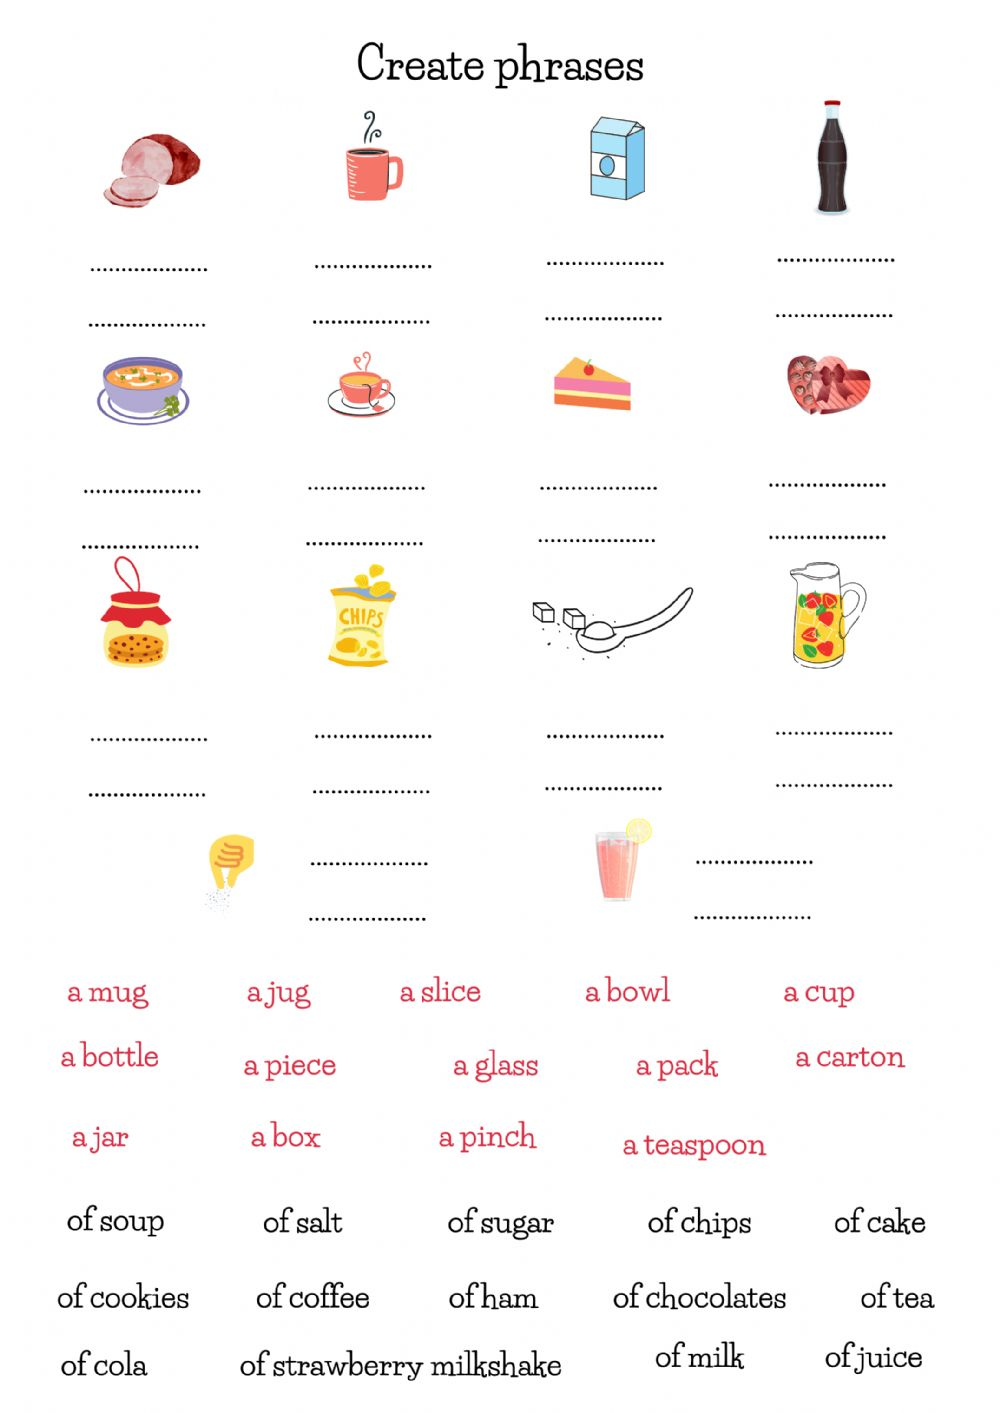 Create phrases
CHIPS
a mug a jug a slice a bowl a cup
a bottle a piece a glass a pack a carton
a jar a box a pinch a teaspoon
of soup of salt of sugar of chips of cake
of cookies of coffee of ham of chocolates of tea
of cola of strawberry milkshake of milk of juice